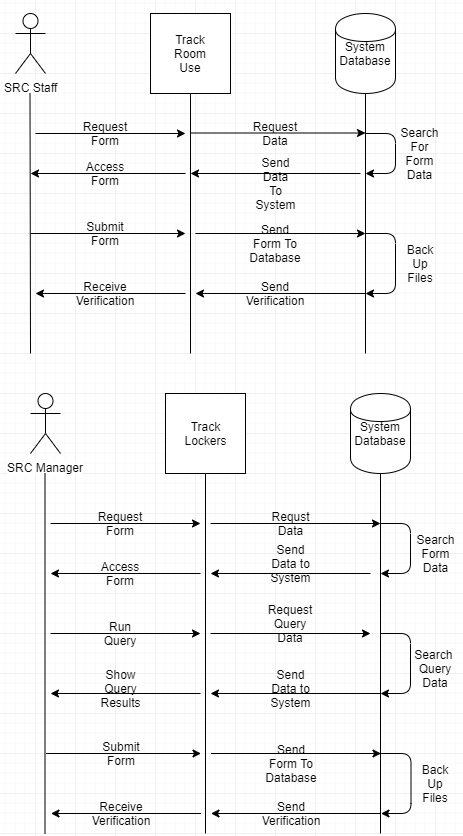 Track
Room
Use
System
Database
SRC Staff
Request
Form
Request
Data
Search
For
Form
Data
Access
Form
Send
Data
To
System
Submit
Form
Send
Form To
Database
Back
Up
Files
Receive
Verification
Send
Verification
Track
Lockers
System
Database
SRC Manager
Request
Form
Requst
Data
Search
Form
Data
Access
Form
Send
Data to
System
Run
Query
Request
Query
Data
Search
Query
Data
Show
Query
Results
Send
Data to
System
Submit
Form
Send
Form To
Database
Back
Up
Files
Receive
Verification
Send
Verification